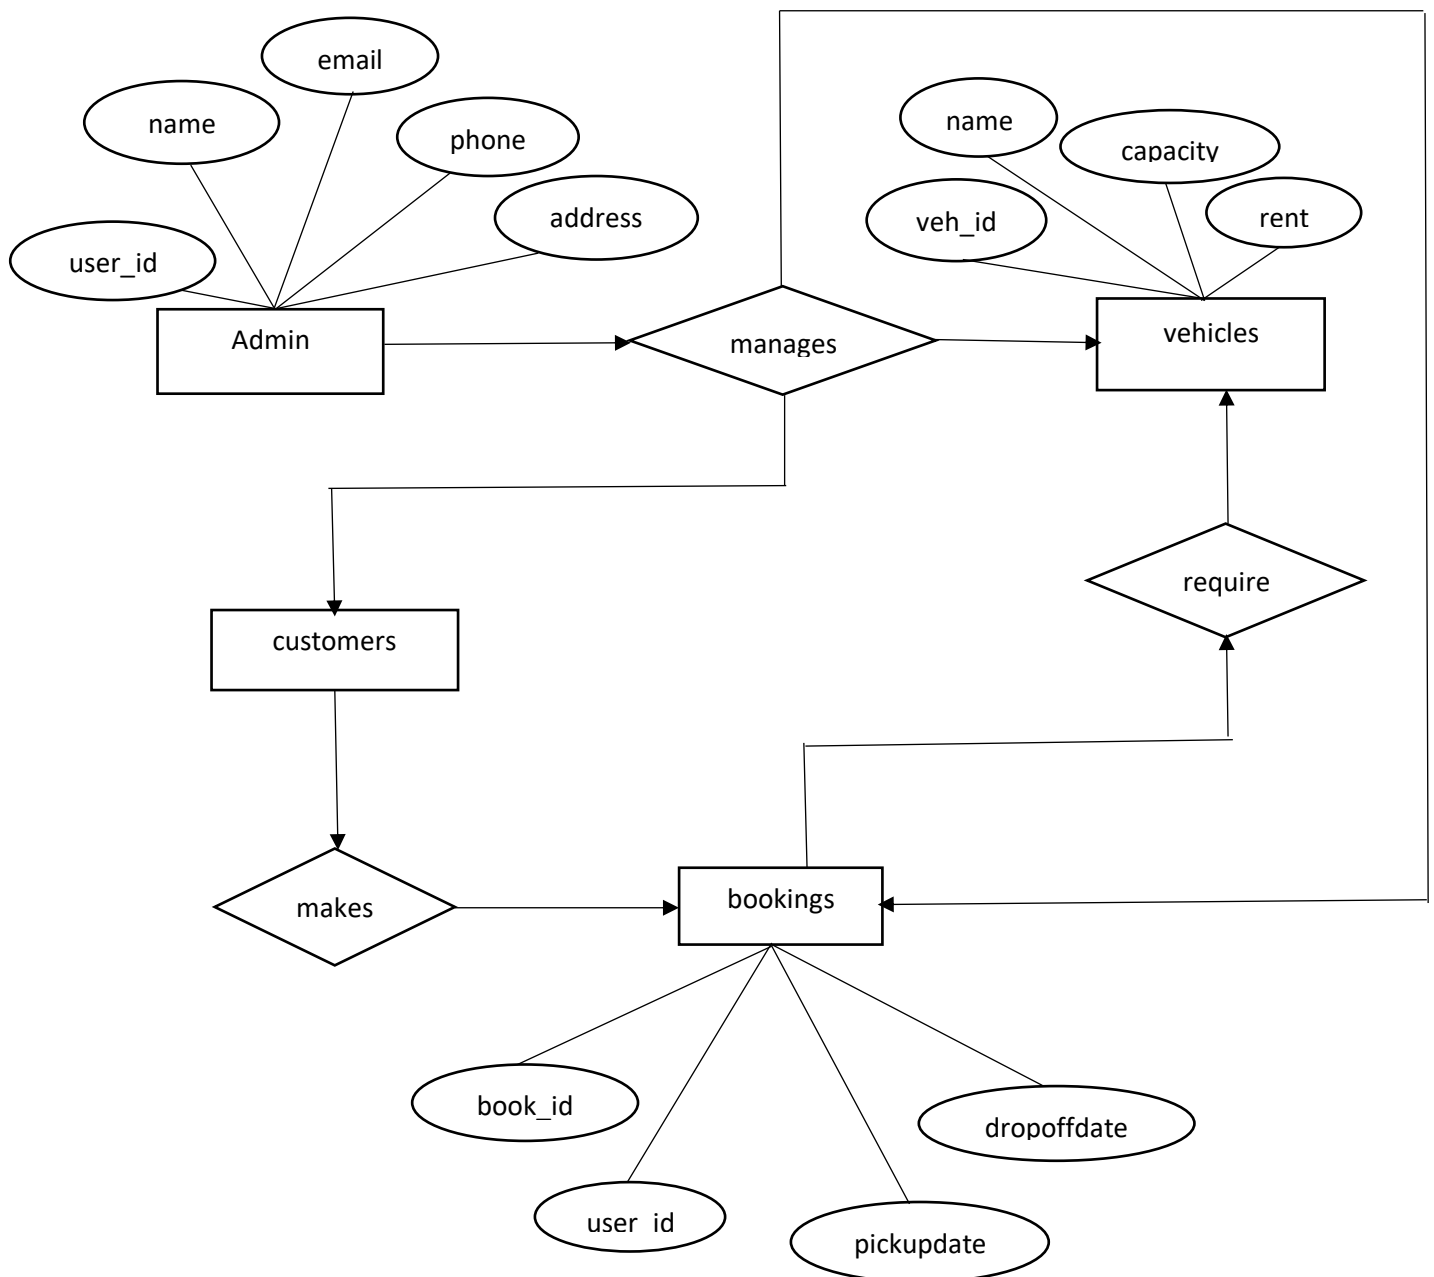 email
name
phone
name
capacity
address
veh_id
rent
user_id
Admin
manages
vehicles
require
customers
makes
bookings
book_id
dropoffdate
user_id
pickupdate